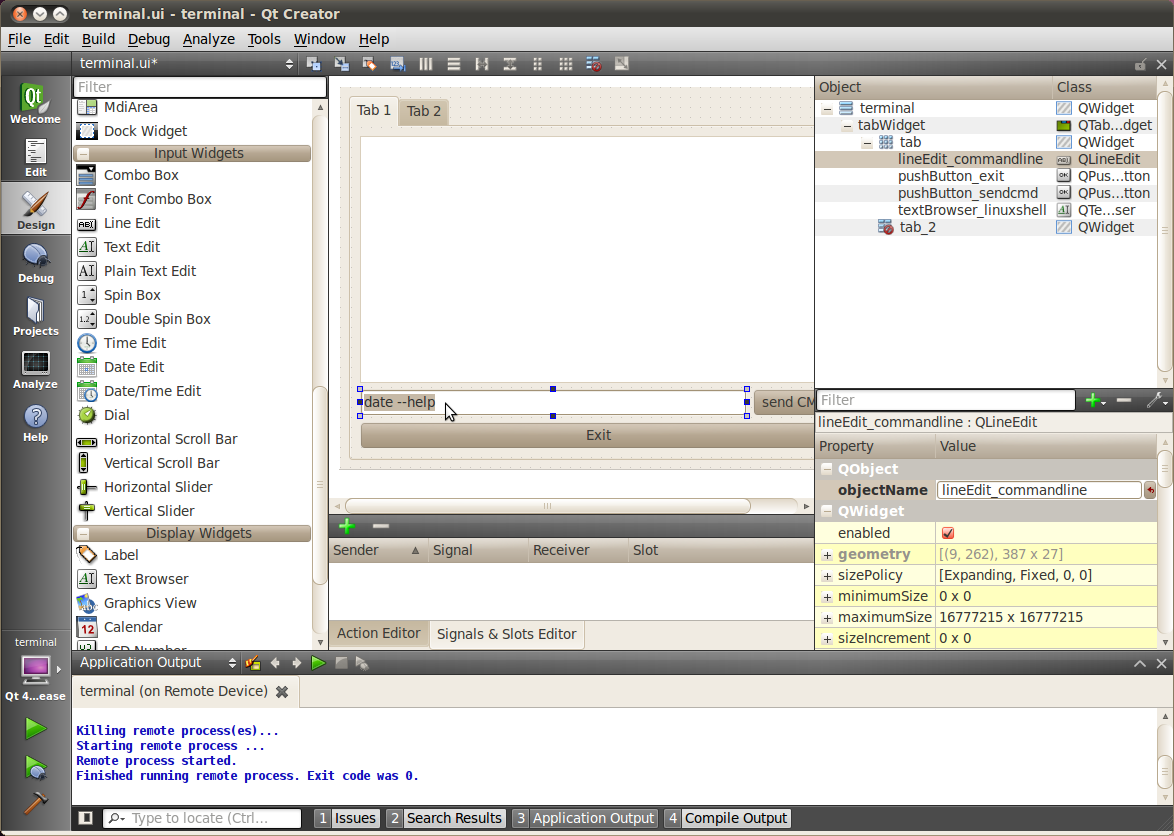 terminal.ui - terminal - Qt Creator
File Edit Build Debug Analyze Tools Window Help
terminal.ui*
Welcome
Edit
Design
Debug
Projects
Analyze
Help
terminal
Qt 4...ease
Filter
MdiArea
Dock Widget
Input Widgets
Combo Box
Font Combo Box
Line Edit
Text Edit
Plain Text Edit
Spin Box
Double Spin Box
Time Edit
Date Edit
Date/Time Edit
Dial
Horizontal Scroll Bar
Vertical Scroll Bar
Horizontal Slider
Vertical Slider
Display Widgets
Label
Text Browser
Graphics View
Calendar
LCD Number
Tab 1 Tab 2
date --help
send CM
Exit
Sender Signal Receiver Slot
Action Editor Signals & Slots Editor
Object Class
terminal QWidget
tabWidget QTab...dget
tab QWidget
lineEdit_commandline QLineEdit
pushButton_exit QPus...tton
pushButton_sendcmd QPus...tton
textBrowser_linuxshell QTe...ser
tab_2 QWidget
Filter
lineEdit_commandline : QLineEdit
Property Value
QObject
objectName lineEdit_commandline
QWidget
enabled
geometry [(9, 262), 387 x 27]
sizePolicy [Expanding, Fixed, 0, 0]
minimumSize 0 x 0
maximumSize 16777215 x 16777215
sizeIncrement 0 x 0
Application Output
terminal (on Remote Device)
Killing remote process(es)...
Starting remote process ...
Remote process started.
Finished running remote process. Exit code was 0.
Type to locate (Ctrl... 1 Issues 2 Search Results 3 Application Output 4 Compile Output